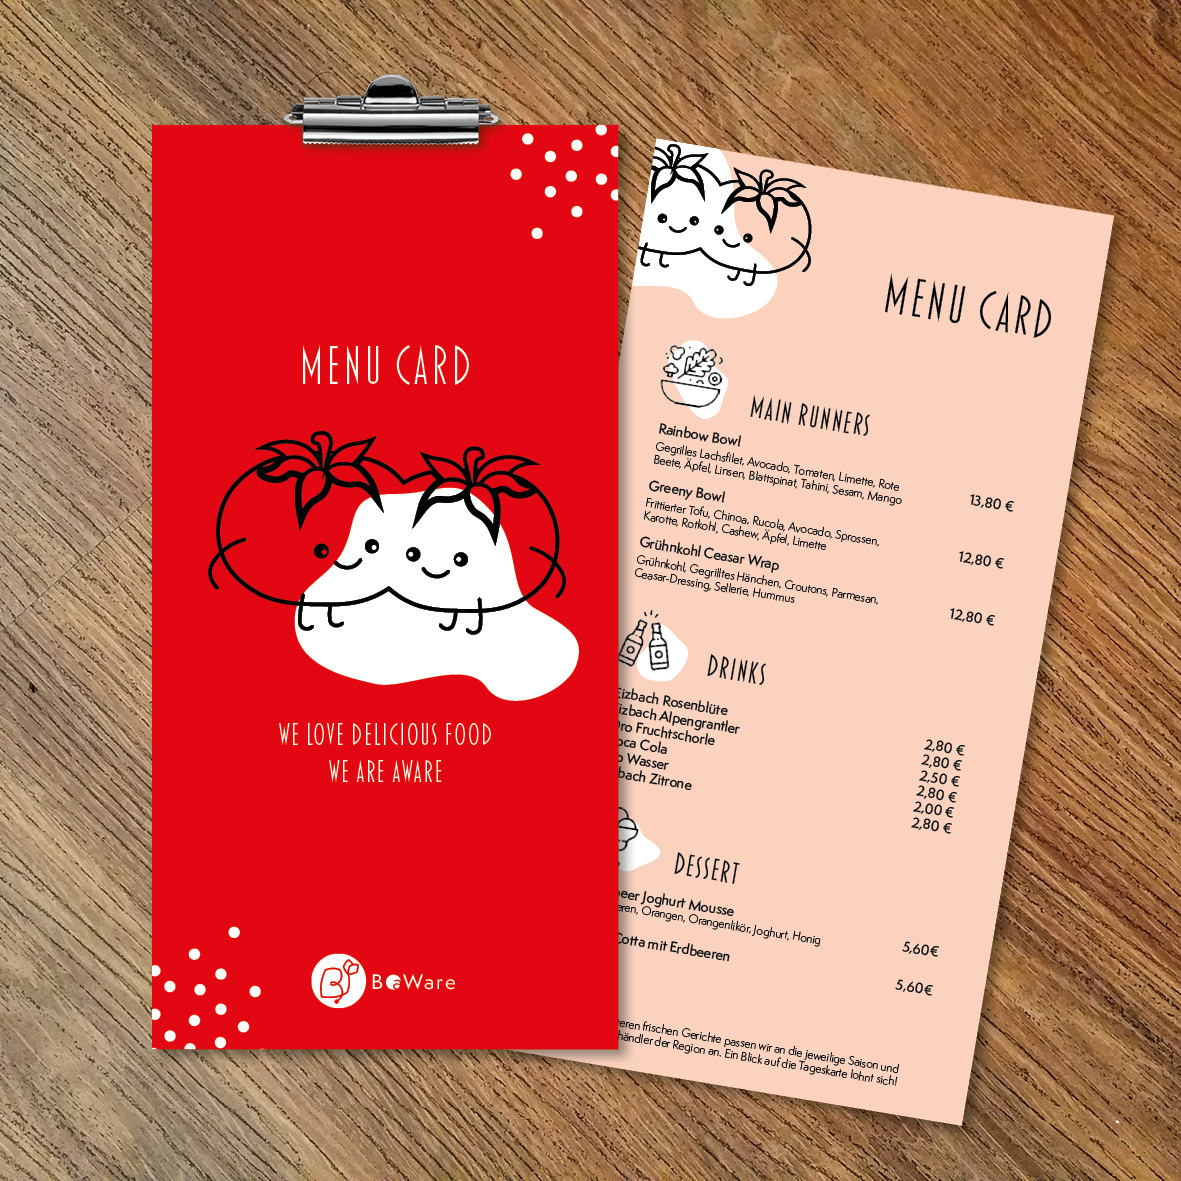 MENU CARD
WE LOVE DELICIOUS FOOD
WE ARE AWARE
BeaWare
MENU CARD
MAIN RUNNERS
Rainbow Bowl
Gegrilles Lachsfilet, Avocado, Tomaten, Limette, Rote
Beete, Äpfel, Linsen, Blattspinat, Tahini, Sesam, Mango
13,80 €
Greeny Bowl
Frittierter Tofu, Chinoa, Rucola, Avocado, Sprossen,
Karotte, Rotkohl, Cashew, Äpfel, Limette
12,80 €
Grühnkohl Ceasar Wrap
Grühnkohl, Gegrilltes Hänchen, Croutons, Parmesan,
Ceasar-Dressing, Sellerie, Hummus
12,80 €
DRINKS
Eizbach Rosenblüte
izbach Alpengrantler
Fruchtschorle
Cola
Wasser
bach Zitrone
2,80 €
2,80 €
2,50 €
2,80 €
2,00 €
2,80 €
DESSERT
beer Joghurt Mousse
eren, Orangen, Orangenlikör, Joghurt, Honig
5,60€
Cotta mit Erdbeeren
5,60€
eren frischen Gerichte passen wir an die jeweilige Saison und
händler der Region an. Ein Blick auf die Tageskarte lohnt sich!